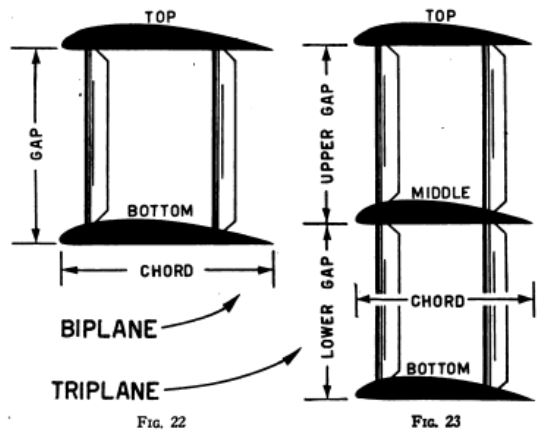 TOP
GAP
BOTTOM
CHORD
BIPLANE
TRIPLANE
FIG. 22
TOP
UPPER GAP
MIDDLE
LOWER GAP
CHORD
BOTTOM
FIG. 23